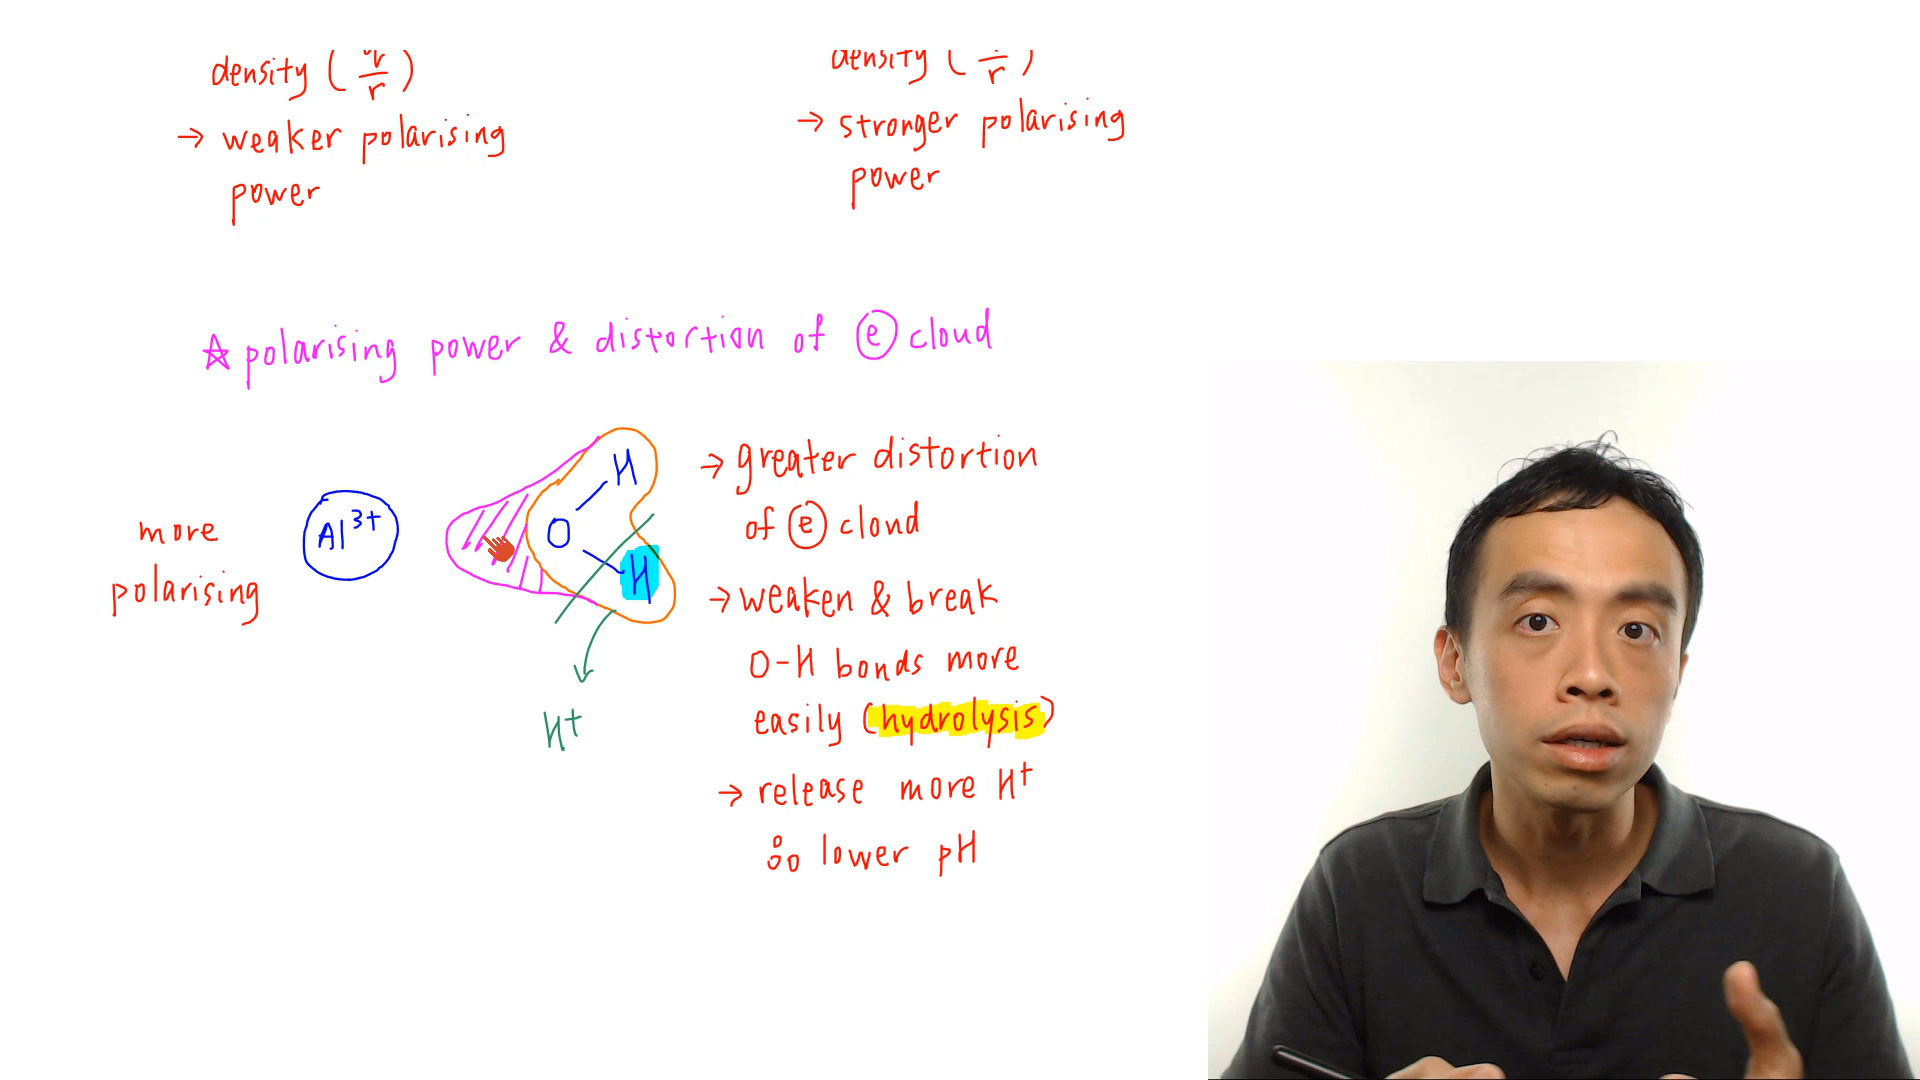 density (q/r)
→ weaker polarising
power
density ( /r)
→ stronger polarising
power
☆ polarising power & distortion of ⓔ cloud
more
polarising
Al³⁺
H
O
H
H⁺
→ greater distortion
of ⓔ cloud
→ weaken & break
O-H bonds more
easily (hydrolysis)
→ release more H⁺
∴ lower pH